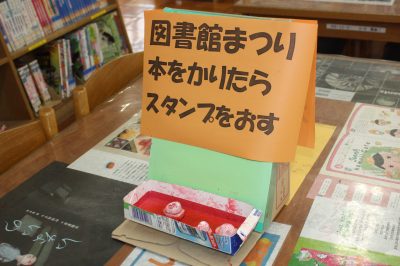 図書館まつり
本をかりたら
スタンプをおす